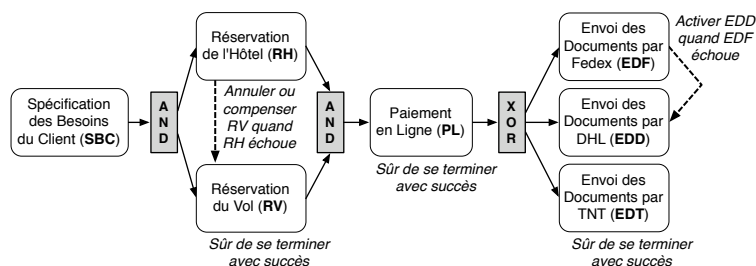 Spécification
des Besoins
du Client (SBC)
A
N
D
Réservation
de l'Hôtel (RH)
Annuler ou
compenser
RV quand
RH échoue
Réservation
du Vol (RV)
Sûr de se terminer
avec succès
A
N
D
Paiement
en Ligne (PL)
Sûr de se terminer
avec succès
X
O
R
Envoi des
Documents par
Fedex (EDF)
Activer EDD
quand EDF
échoue
Envoi des
Documents par
DHL (EDD)
Envoi des
Documents par
TNT (EDT)
Sûr de se terminer
avec succès